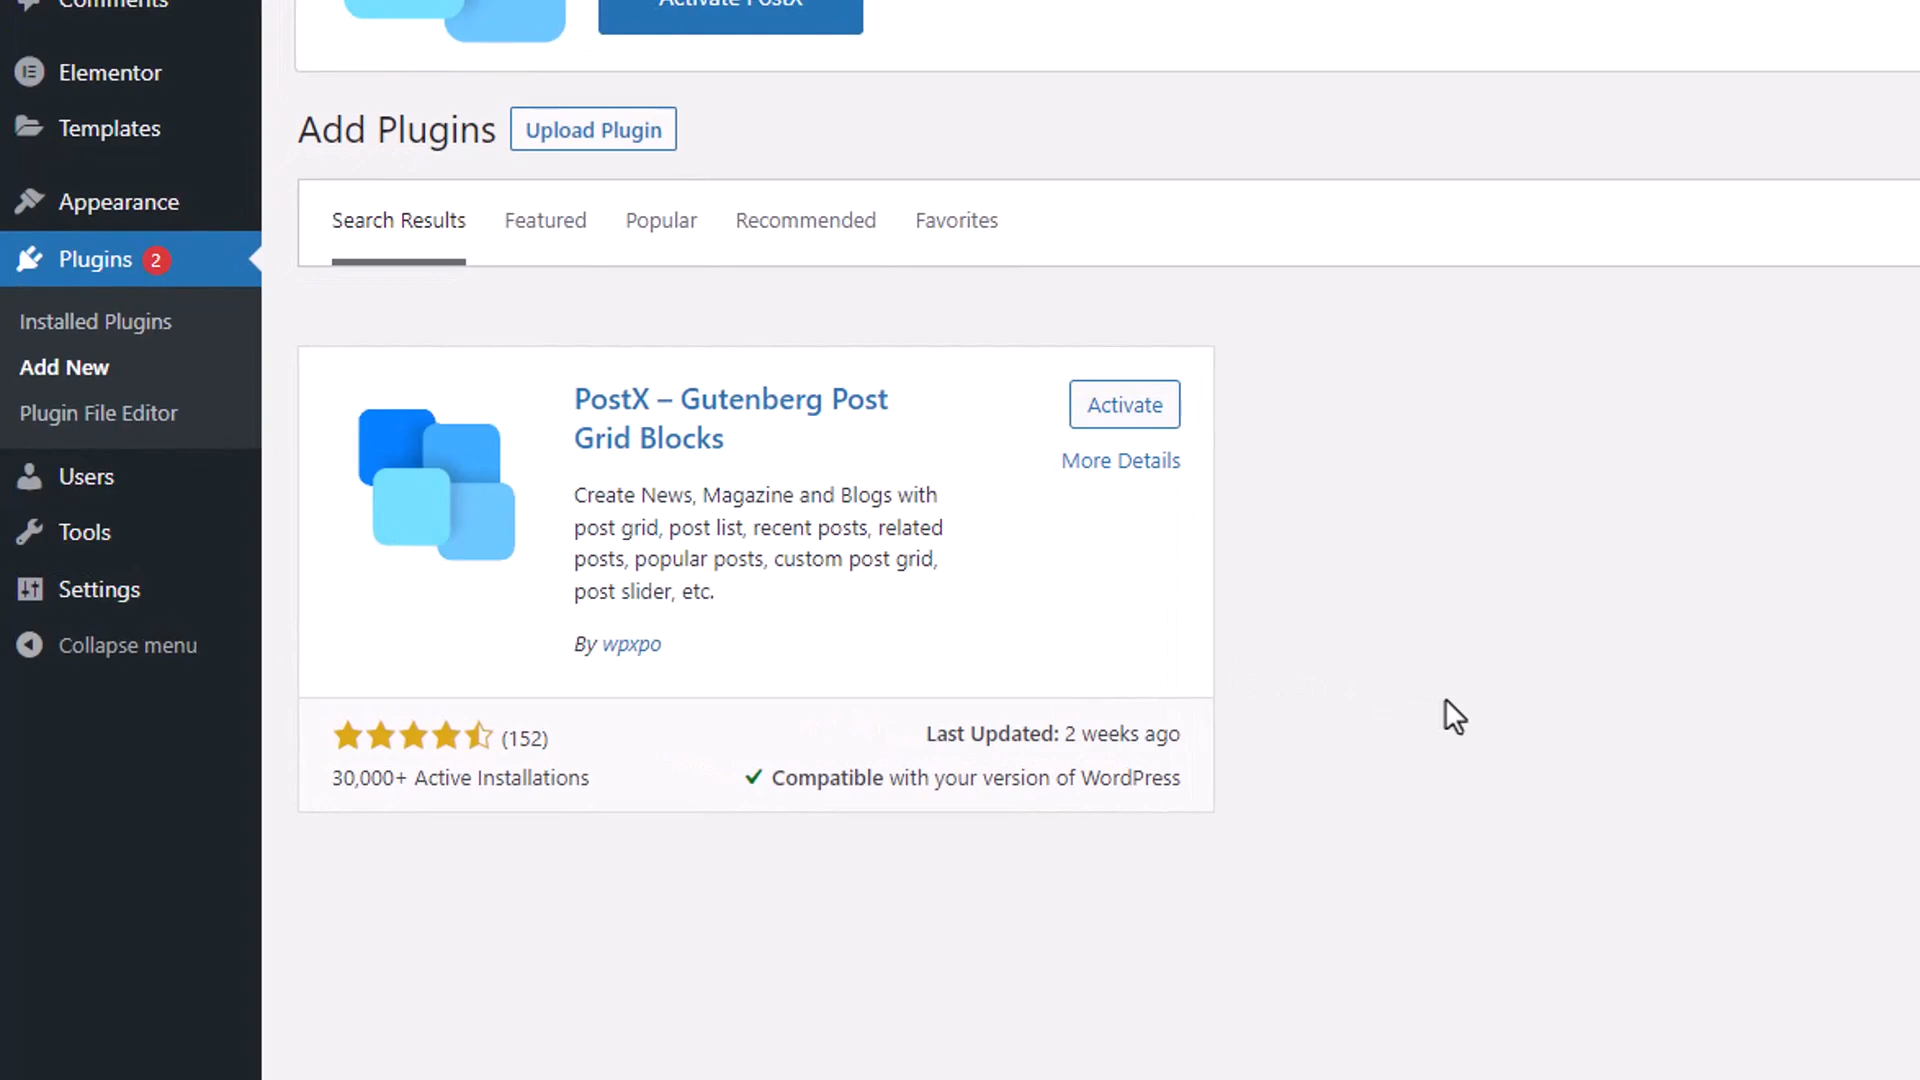 Comments
Activate PostX
Elementor
Templates
Appearance
Plugins 2
Installed Plugins
Add New
Plugin File Editor
Users
Tools
Settings
Collapse menu
Add Plugins
Upload Plugin
Search Results
Featured
Popular
Recommended
Favorites
PostX – Gutenberg Post
Grid Blocks
Activate
More Details
Create News, Magazine and Blogs with
post grid, post list, recent posts, related
posts, popular posts, custom post grid,
post slider, etc.
By wpxpo
(152)
Last Updated: 2 weeks ago
30,000+ Active Installations
Compatible with your version of WordPress